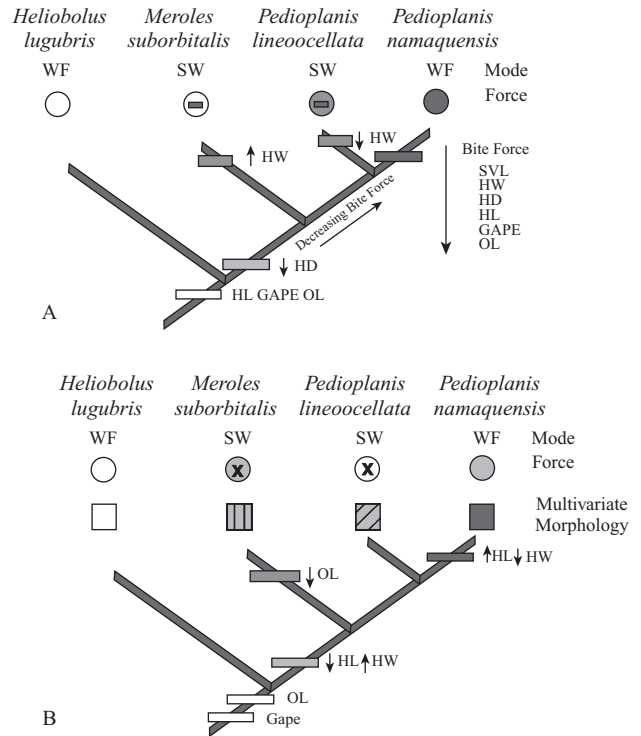 Heliobolus Meroles Pedioplanis Pedioplanis
lugubris suborbitalis lineoocellata namaquensis
WF SW SW WF Mode
Force
HW
HW
Bite Force
SVL
HW
HD
HL
GAPE
OL
Decreasing Bite Force
HD
HL GAPE OL
A
Heliobolus Meroles Pedioplanis Pedioplanis
lugubris suborbitalis lineoocellata namaquensis
WF SW SW WF Mode
Force
x x
Multivariate
Morphology
HL HW
OL
HL HW
OL
Gape
B